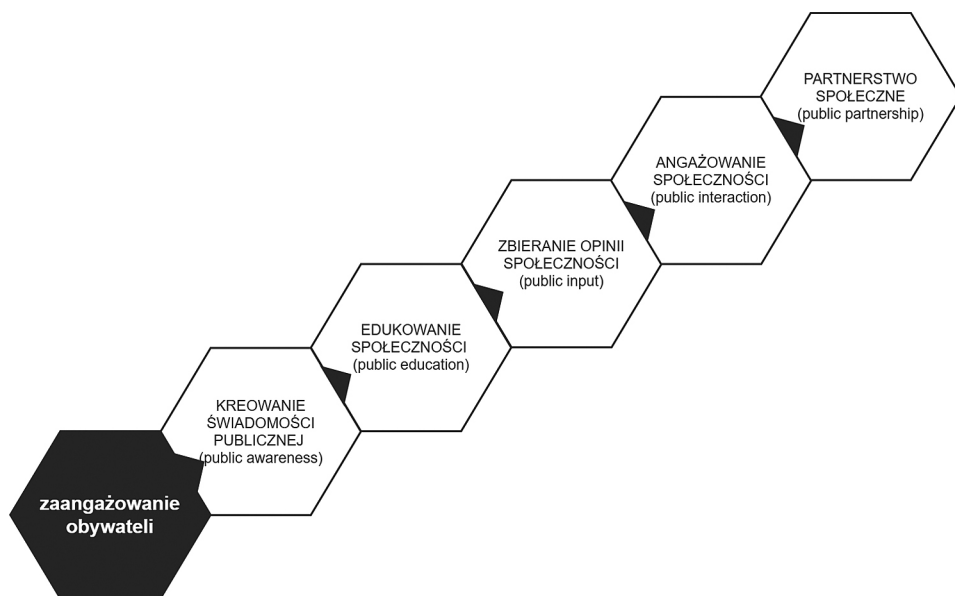 PARTNERSTWO
SPOŁECZNE
(public partnership)
ANGAŻOWANIE
SPOŁECZNOŚCI
(public interaction)
ZBIERANIE OPINII
SPOŁECZNOŚCI
(public input)
EDUKOWANIE
SPOŁECZNOŚCI
(public education)
KREOWANIE
ŚWIADOMOŚCI
PUBLICZNEJ
(public awareness)
zaangażowanie
obywateli